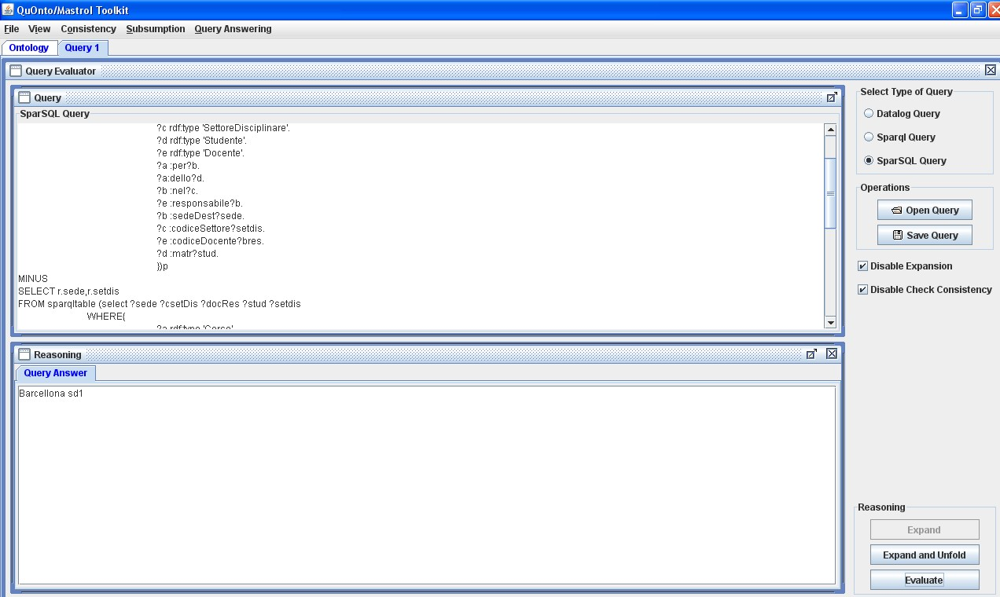 QuOnto/MastroI Toolkit
File View Consistency Subsumption Query Answering
Ontology Query 1
Query Evaluator
Query
SparSQL Query
?c rdf:type 'SettoreDisciplinare'.
?d rdf:type 'Studente'.
?e rdf:type 'Docente'.
?a :per?b.
?a:dello?d.
?b :nel?c.
?e :responsabile?b.
?b :sedeDest?sede.
?c :codiceSettore?setdis.
?e :codiceDocente?bres.
?d :matr?stud.
})p
MINUS
SELECT r.sede,r.setdis
FROM sparqltable (select ?sede ?csetDis ?docRes ?stud ?setdis
WHERE{
?a rdf:type 'Corso'
Reasoning
Query Answer
Barcellona sd1
Select Type of Query
Datalog Query
Sparql Query
SparSQL Query
Operations
Open Query
Save Query
Disable Expansion
Disable Check Consistency
Reasoning
Expand
Expand and Unfold
Evaluate